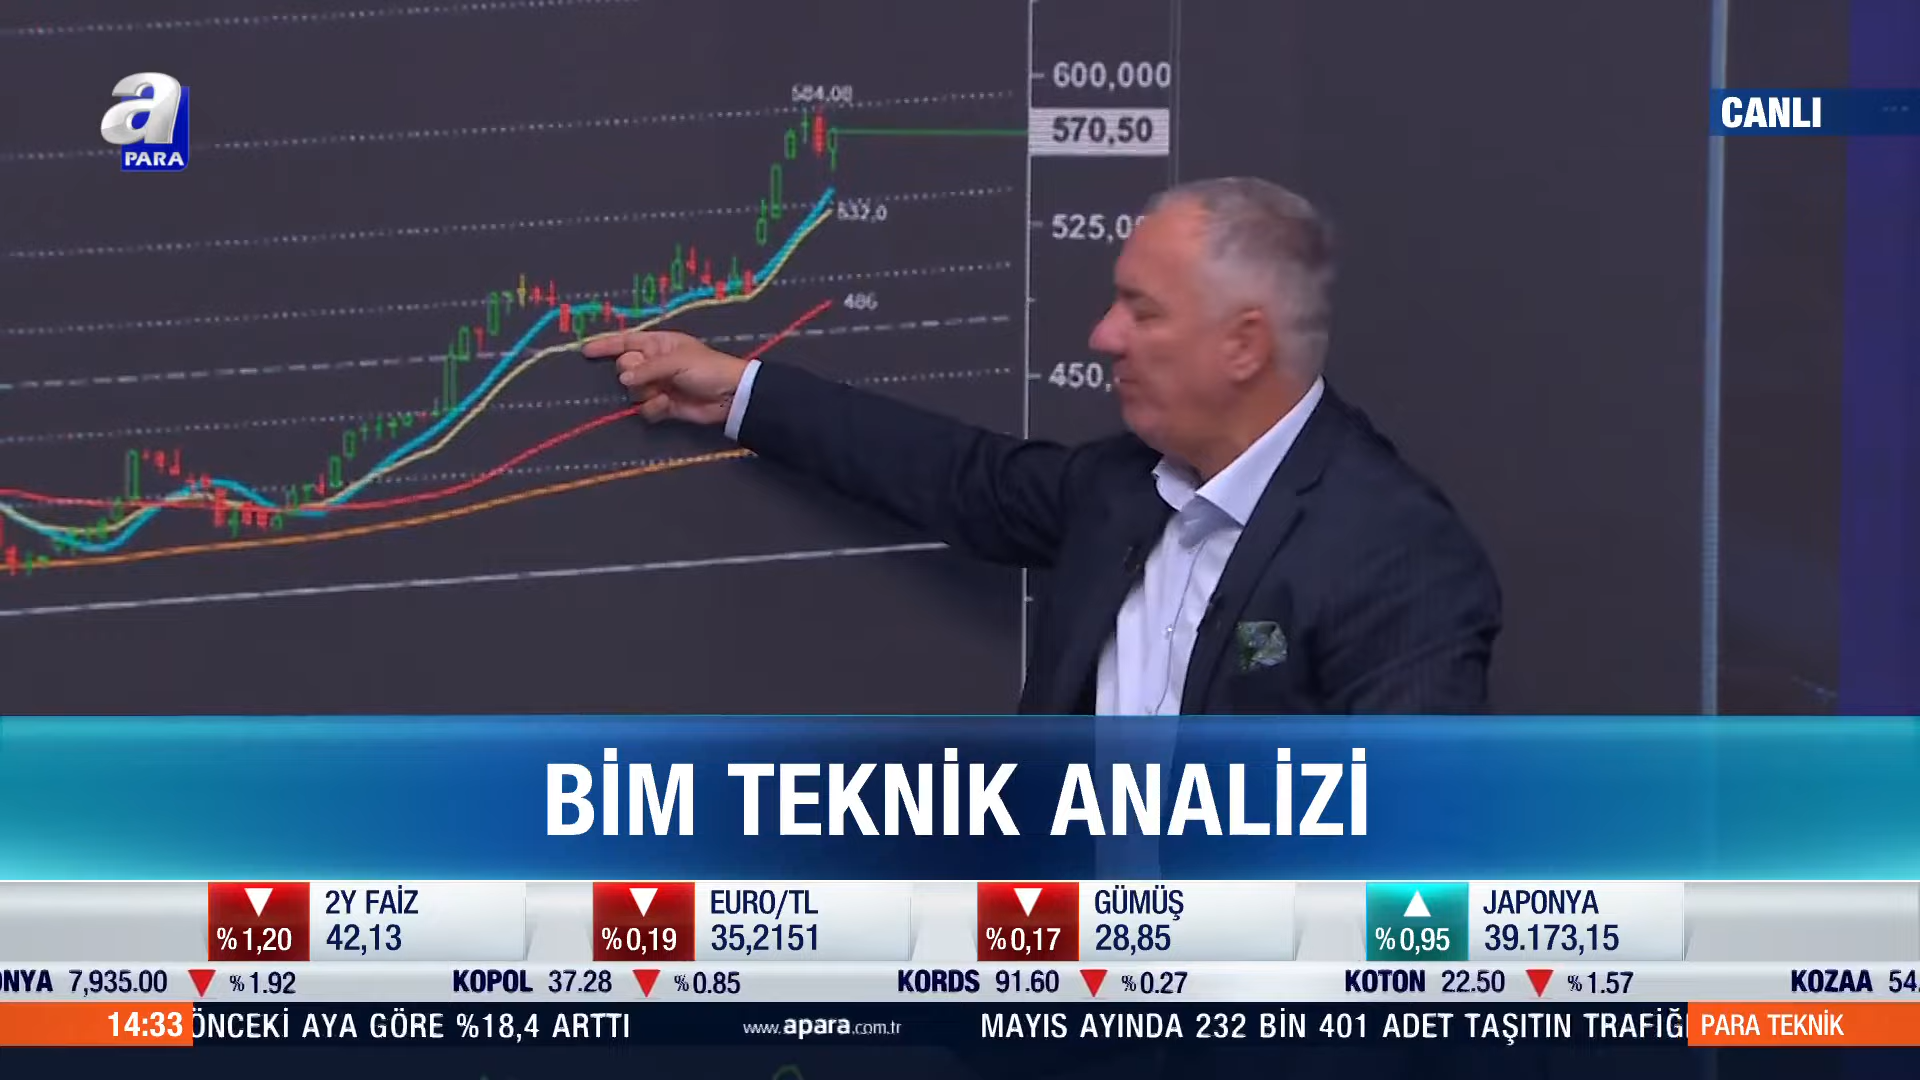 a
PARA
CANLI
584,08
600,000
570,50
532,0
486
BİM TEKNİK ANALİZİ
%1,20 2Y FAİZ 42,13
%0,19 EURO/TL 35,2151
%0,17 GÜMÜŞ 28,85
%0,95 JAPONYA 39.173,15
NYA 7,935.00 %1.92 KOPOL 37.28 %0.85 KORDS 91.60 %0.27 KOTON 22.50 %1.57 KOZAA 54.
14:33 ÖNCEKİ AYA GÖRE %18,4 ARTTI www.apara.com.tr MAYIS AYINDA 232 BİN 401 ADET TAŞITIN PARA TEKNİK